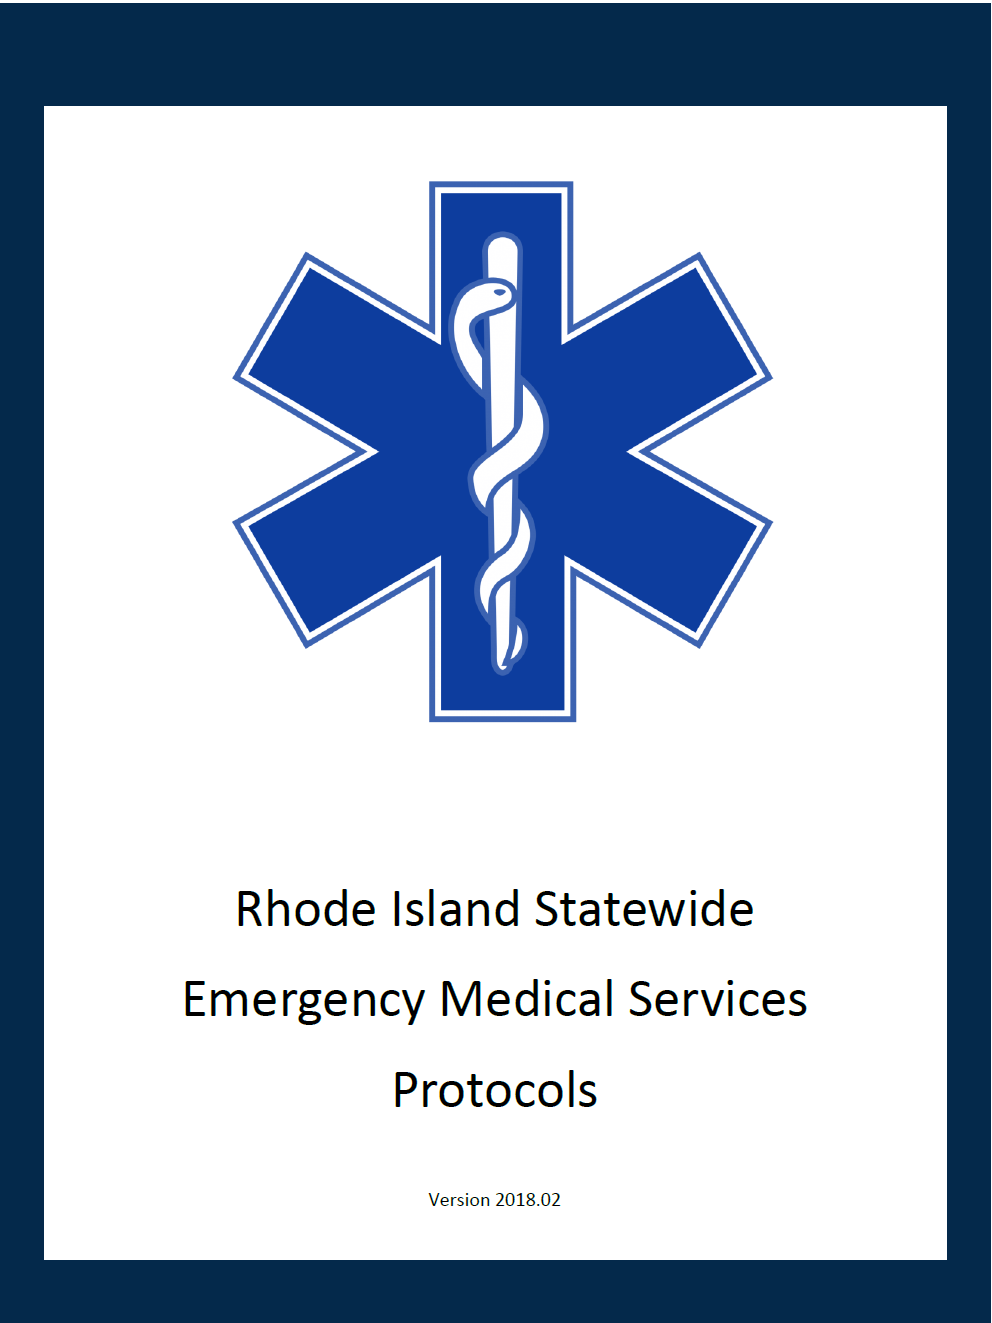 Rhode Island Statewide
Emergency Medical Services
Protocols
Version 2018.02